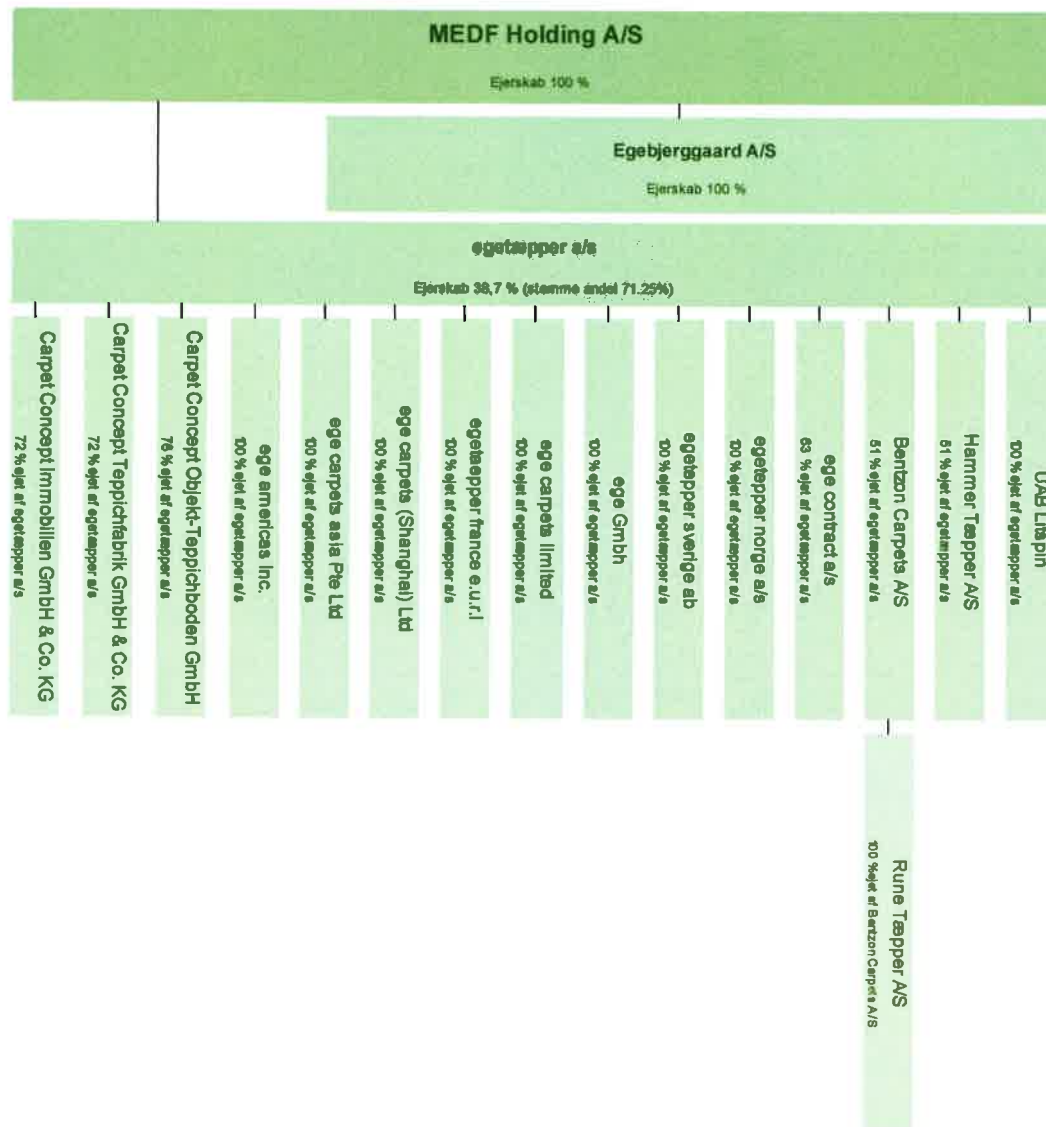 MEDF Holding A/S
Ejerskab 100 %
Egebjerggaard A/S
Ejerskab 100 %
egetæpper a/s
Ejerskab 38,7 % (stemme andel 71.25%)
Carpet Concept Immobilien GmbH & Co. KG
72 % ejet af egetæpper a/s
Carpet Concept Teppichfabrik GmbH & Co. KG
72 % ejet af egetæpper a/s
Carpet Concept Objekt-Teppichboden GmbH
76 % ejet af egetæpper a/s
ege americas Inc.
100 % ejet af egetæpper a/s
ege carpets asia Pte Ltd
100 % ejet af egetæpper a/s
ege carpets (Shanghai) Ltd
100 % ejet af egetæpper a/s
egetaepper france e.u.r.l
100 % ejet af egetæpper a/s
ege carpets limited
100 % ejet af egetæpper a/s
ege Gmbh
100 % ejet af egetæpper a/s
egetepper sverige ab
100 % ejet af egetæpper a/s
egetepper norge a/s
100 % ejet af egetæpper a/s
ege contract a/s
63 % ejet af egetæpper a/s
Bentzon Carpets A/S
51 % ejet af egetæpper a/s
Hammer Tæpper A/S
51 % ejet af egetæpper a/s
UAB Litspin
100 % ejet af egetæpper a/s
Rune Tæpper A/S
100 % ejet af Bentzon Carpets A/S